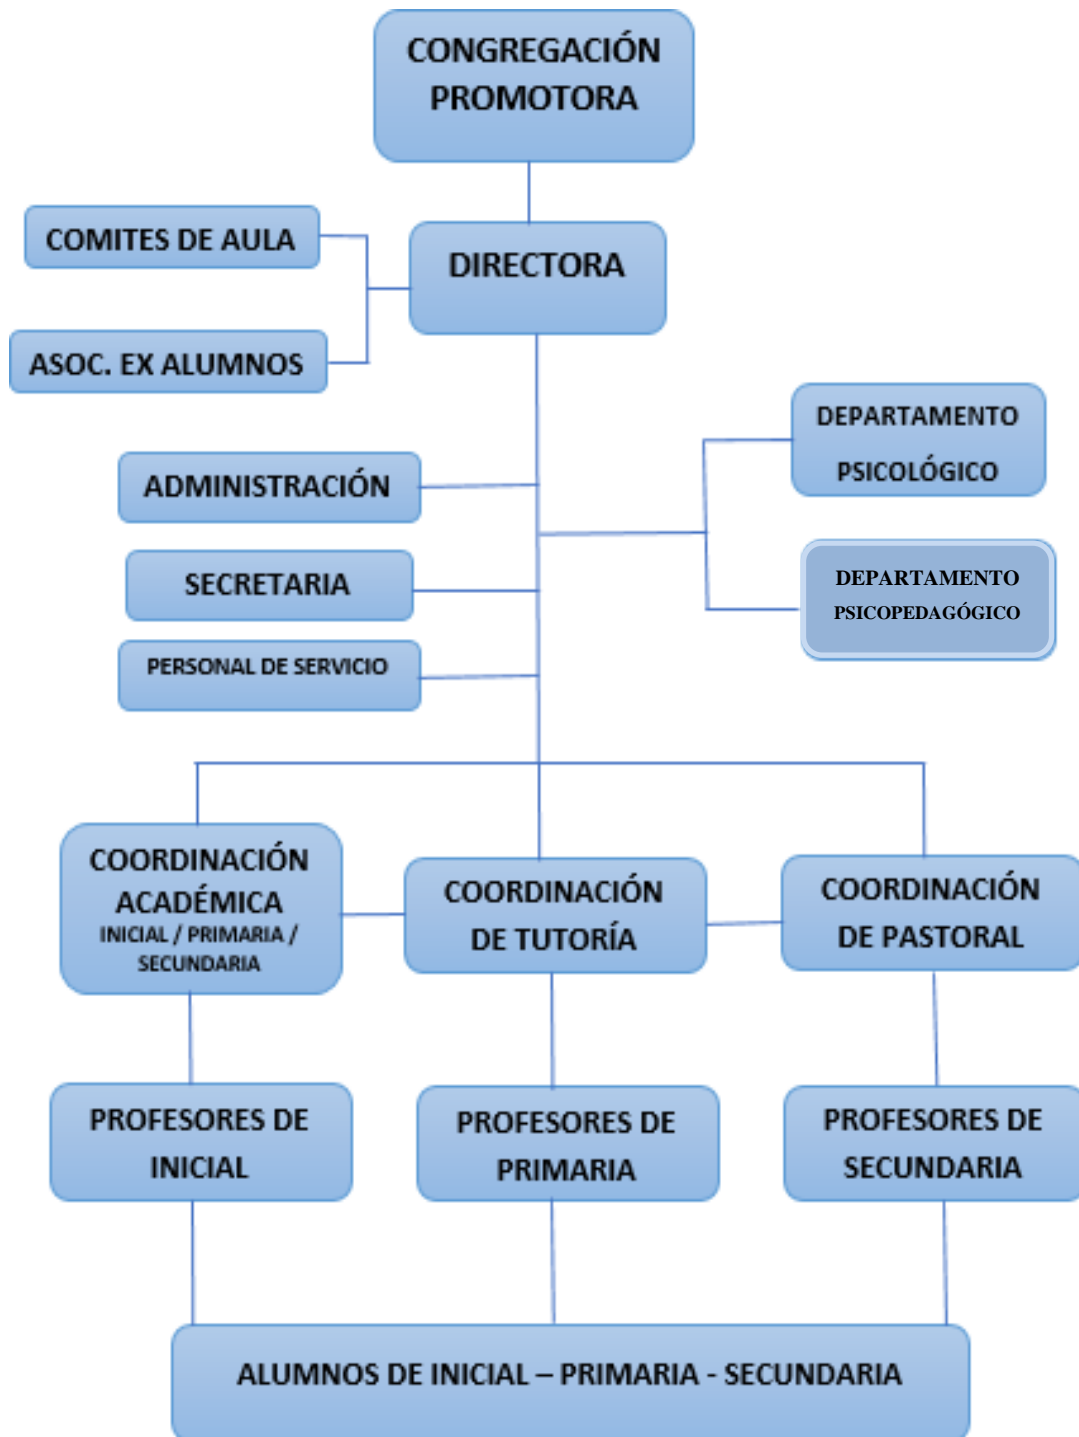 CONGREGACIÓN
PROMOTORA
COMITES DE AULA
DIRECTORA
ASOC. EX ALUMNOS
DEPARTAMENTO
PSICOLÓGICO
ADMINISTRACIÓN
SECRETARIA
DEPARTAMENTO
PSICOPEDAGÓGICO
PERSONAL DE SERVICIO
COORDINACIÓN
ACADÉMICA
INICIAL / PRIMARIA /
SECUNDARIA
COORDINACIÓN
DE TUTORÍA
COORDINACIÓN
DE PASTORAL
PROFESORES DE
INICIAL
PROFESORES DE
PRIMARIA
PROFESORES DE
SECUNDARIA
ALUMNOS DE INICIAL – PRIMARIA - SECUNDARIA